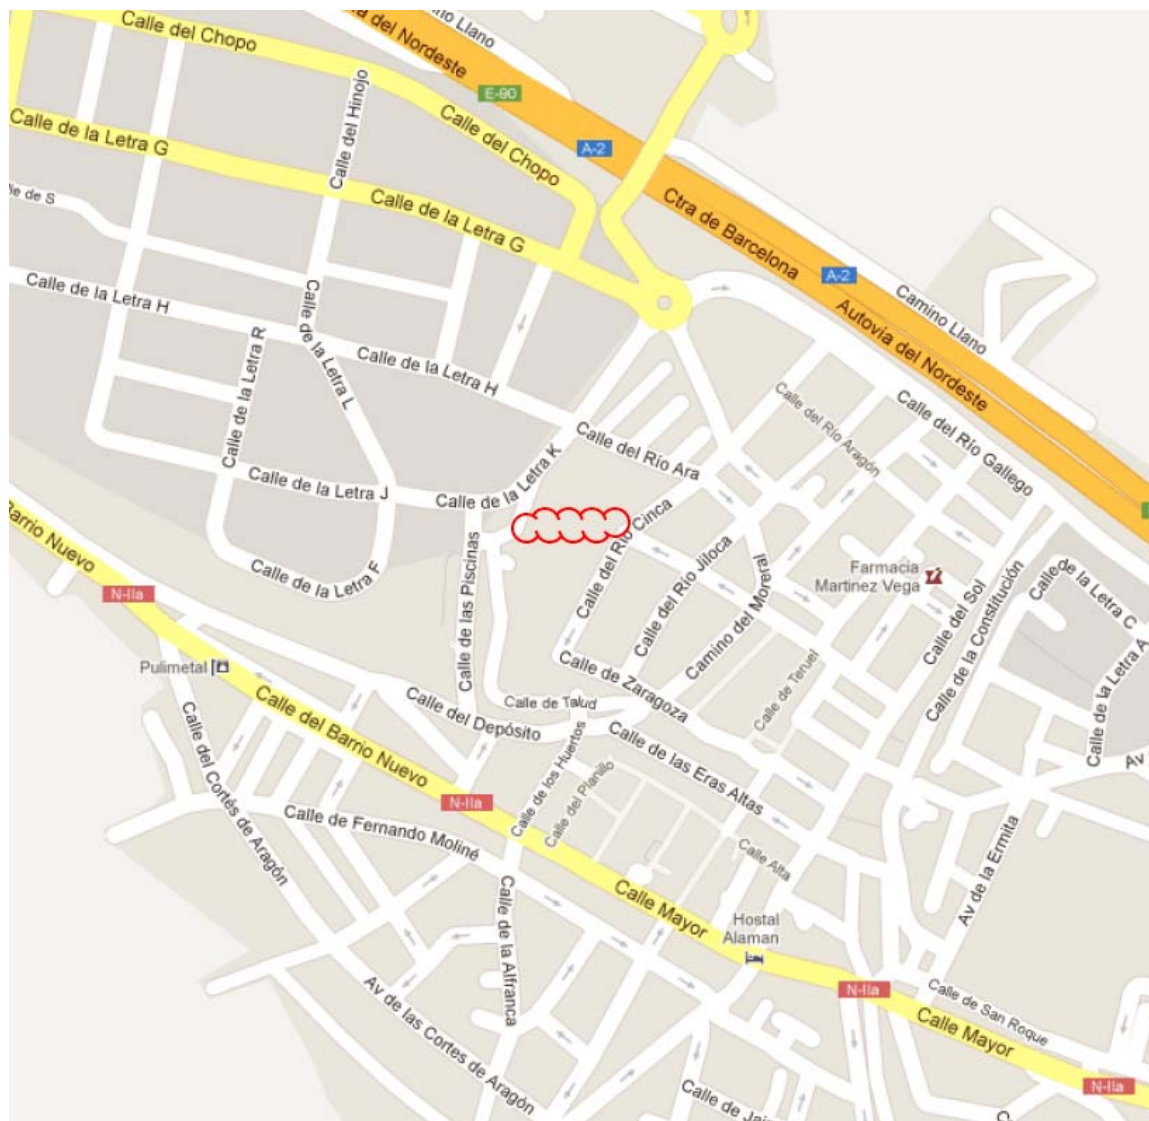 Calle del Chopo
a del Nordeste
mino Llano
E-90
Calle del Hinojo
Calle de la Letra G
Calle del Chopo
A-2
lle de S
Calle de la Letra G
Ctra de Barcelona
A-2
Camino Llano
Calle de la Letra H
Calle de la Letra L
Autovía del Nordeste
Calle de la Letra R
Calle de la Letra H
Calle del Río Aragón
Calle del Río Gallego
Calle del Río Ara
Calle de la Letra K
Calle de la Letra J
Calle del Río Cinca
Barrio Nuevo
Calle de las Piscinas
Calle del Río Jiloca
Camino del Moreral
Farmacia
Martinez Vega
Calle de la Letra F
Calle del Sol
Calle de la Constitución
Calle de la Letra C
N-IIa
Calle de la Letra A
Pulimetal
Calle de Zaragoza
Calle de Teruel
Calle de Talud
Calle del Depósito
Calle del Barrio Nuevo
Calle de las Eras Altas
Calle del Cortés de Aragón
Calle de los Huertos
Calle del Planillo
Av
N-IIa
Calle de Fernando Moliné
Calle Alta
Av de la Ermita
Calle Mayor
Calle de la Alfranca
Hostal
Alaman
Av de las Cortes de Aragón
N-IIa
Calle de San Roque
Calle Mayor
N-IIa
Calle de Jai